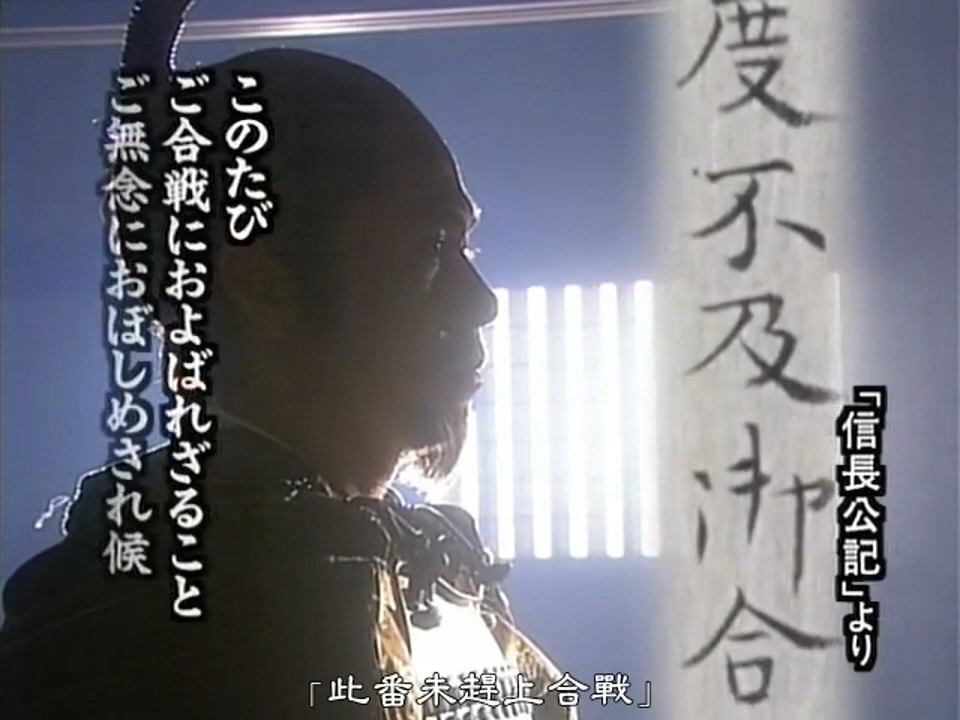 度不及御合
「信長公記」より
このたび
ご合戦におよばれざること
ご無念におぼしめされ候
「此番未趕上合戰」